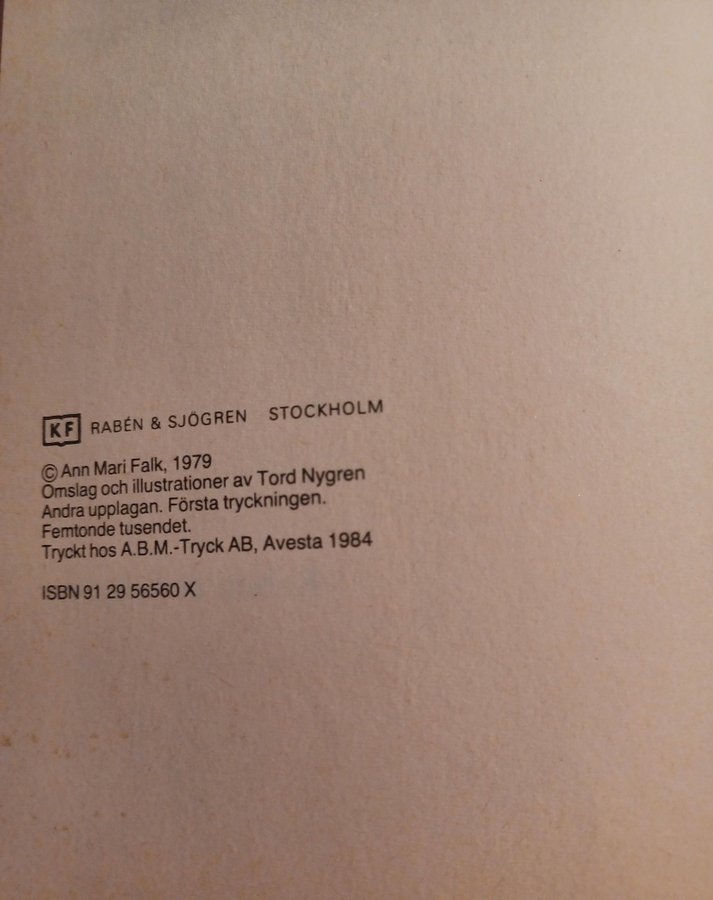 KF RABÉN & SJÖGREN STOCKHOLM
© Ann Mari Falk, 1979
Omslag och illustrationer av Tord Nygren
Andra upplagan. Första tryckningen.
Femtonde tusendet.
Tryckt hos A.B.M.-Tryck AB, Avesta 1984
ISBN 91 29 56560 X